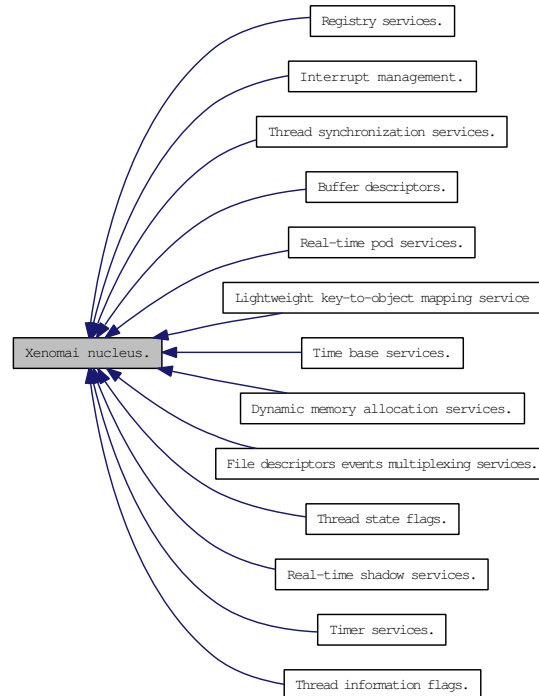 Registry services.
Interrupt management.
Thread synchronization services.
Buffer descriptors.
Real-time pod services.
Lightweight key-to-object mapping service
Xenomai nucleus.
Time base services.
Dynamic memory allocation services.
File descriptors events multiplexing services.
Thread state flags.
Real-time shadow services.
Timer services.
Thread information flags.